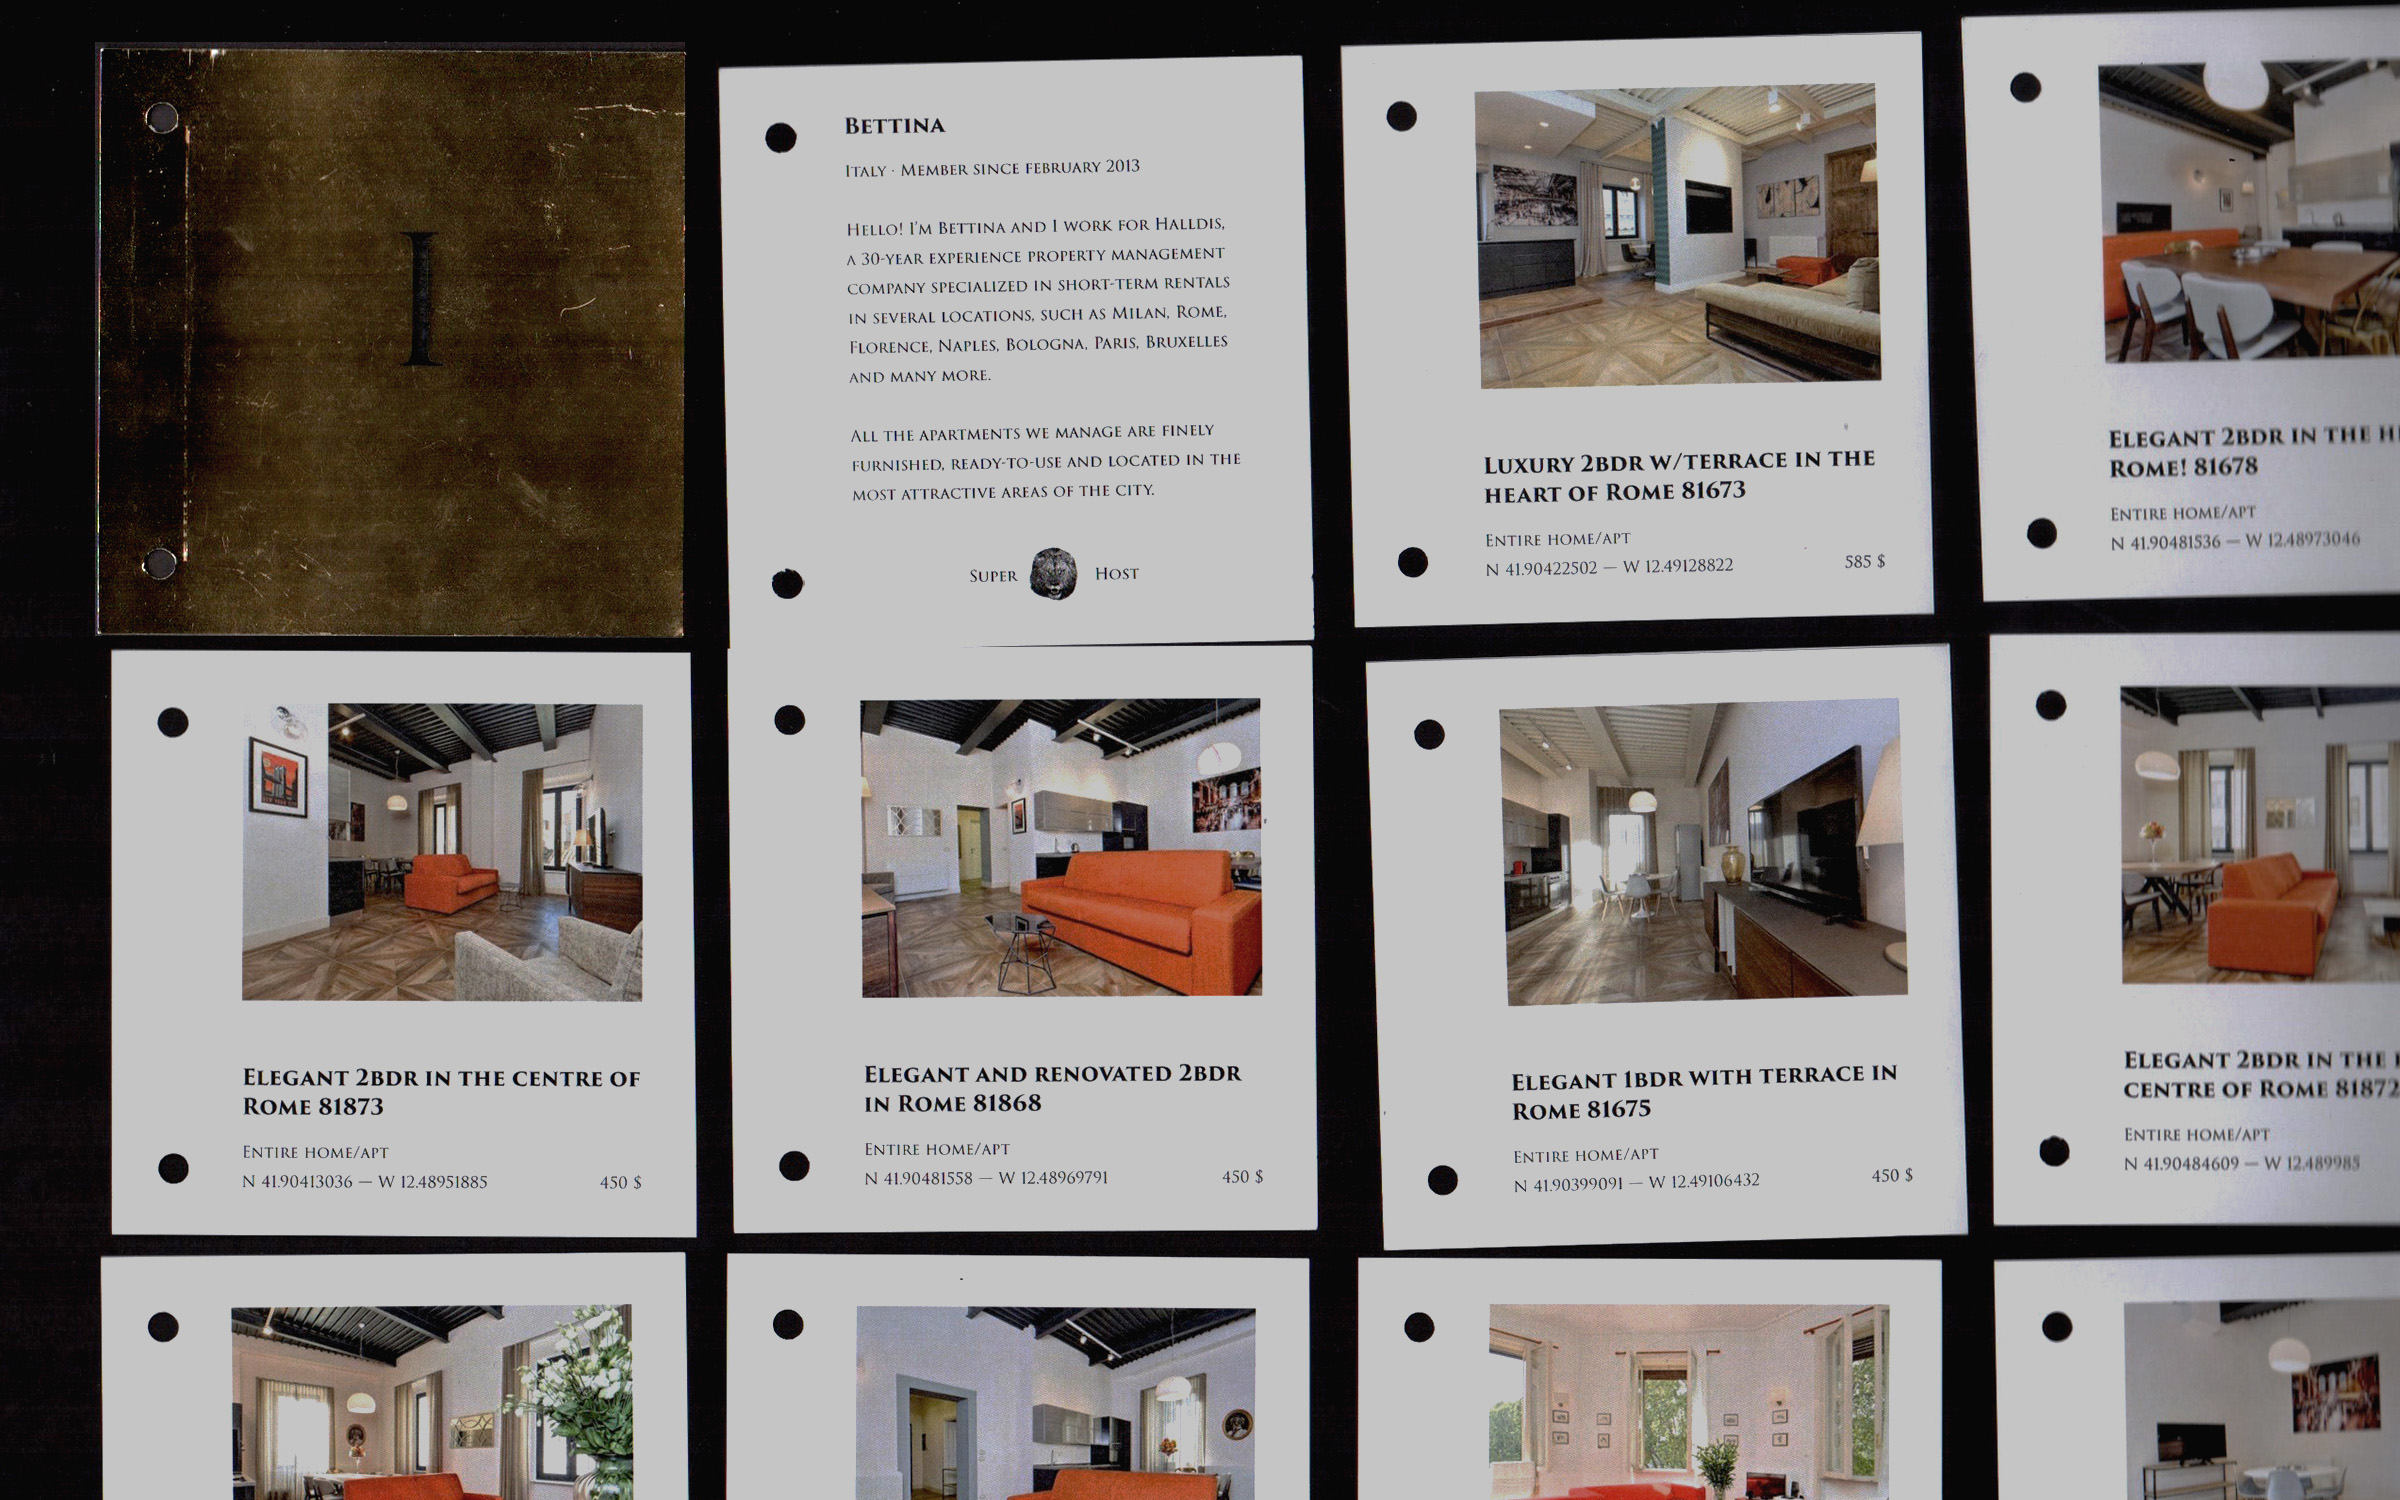 I
BETTINA
ITALY · MEMBER SINCE FEBRUARY 2013
HELLO! I'M BETTINA AND I WORK FOR HALLDIS,
A 30-YEAR EXPERIENCE PROPERTY MANAGEMENT
COMPANY SPECIALIZED IN SHORT-TERM RENTALS
IN SEVERAL LOCATIONS, SUCH AS MILAN, ROME,
FLORENCE, NAPLES, BOLOGNA, PARIS, BRUXELLES
AND MANY MORE.
ALL THE APARTMENTS WE MANAGE ARE FINELY
FURNISHED, READY-TO-USE AND LOCATED IN THE
MOST ATTRACTIVE AREAS OF THE CITY.
SUPER HOST
LUXURY 2BDR W/TERRACE IN THE
HEART OF ROME 81673
ENTIRE HOME/APT
N 41.90422502 — W 12.49128822 585 $
ELEGANT 2BDR IN THE
ROME! 81678
ENTIRE HOME/APT
N 41.90481536 — W 12.48973046
ELEGANT 2BDR IN THE CENTRE OF
ROME 81873
ENTIRE HOME/APT
N 41.90413036 — W 12.48951885 450 $
ELEGANT AND RENOVATED 2BDR
IN ROME 81868
ENTIRE HOME/APT
N 41.90481558 — W 12.48969791 450 $
ELEGANT 1BDR WITH TERRACE IN
ROME 81675
ENTIRE HOME/APT
N 41.90399091 — W 12.49106432 450 $
ELEGANT 2BDR IN THE
CENTRE OF ROME 81872
ENTIRE HOME/APT
N 41.90484609 — W 12.489985